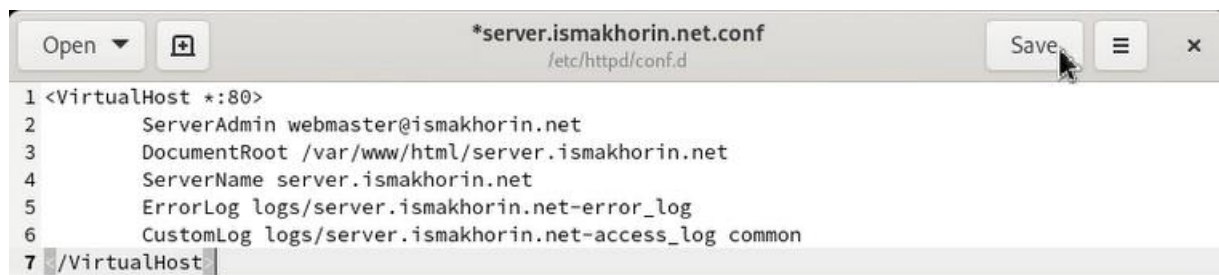 Open
*server.ismakhorin.net.conf
/etc/httpd/conf.d
Save
1 <VirtualHost *:80>
2 ServerAdmin webmaster@ismakhorin.net
3 DocumentRoot /var/www/html/server.ismakhorin.net
4 ServerName server.ismakhorin.net
5 ErrorLog logs/server.ismakhorin.net-error_log
6 CustomLog logs/server.ismakhorin.net-access_log common
7 </VirtualHost>